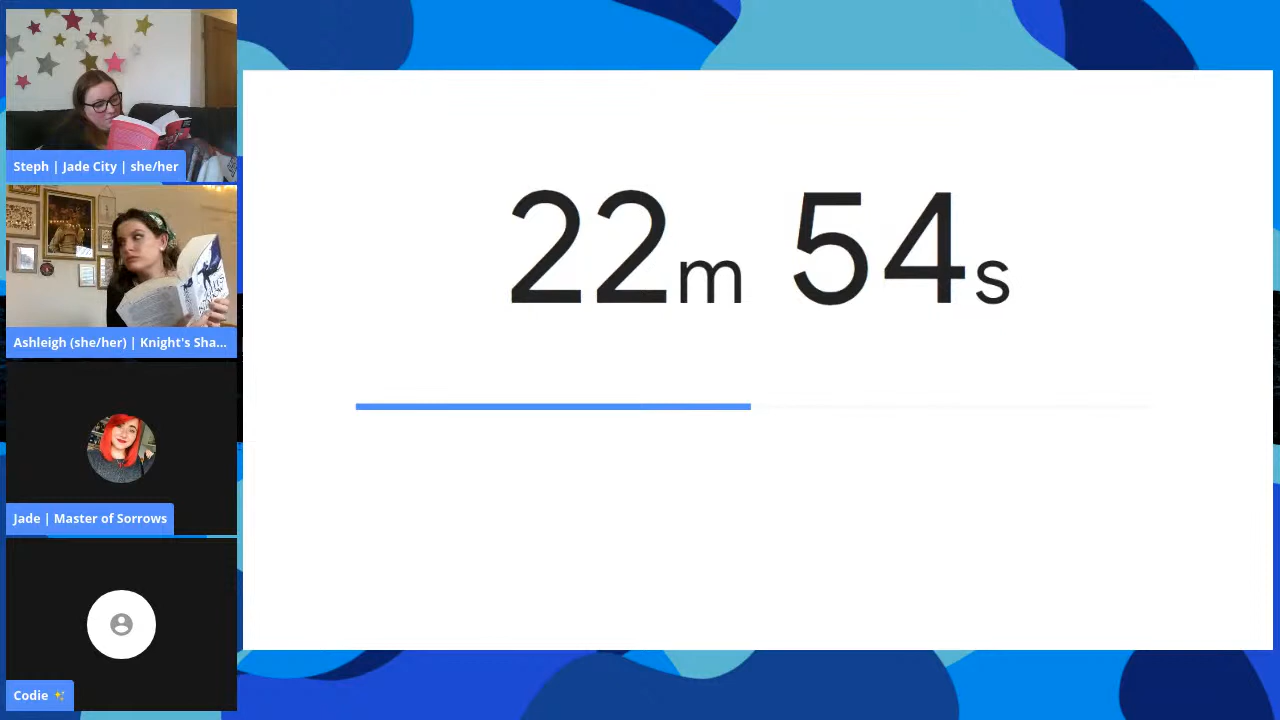 Steph | Jade City | she/her
Ashleigh (she/her) | Knight's Sha...
Jade | Master of Sorrows
Codie ✨
22m 54s